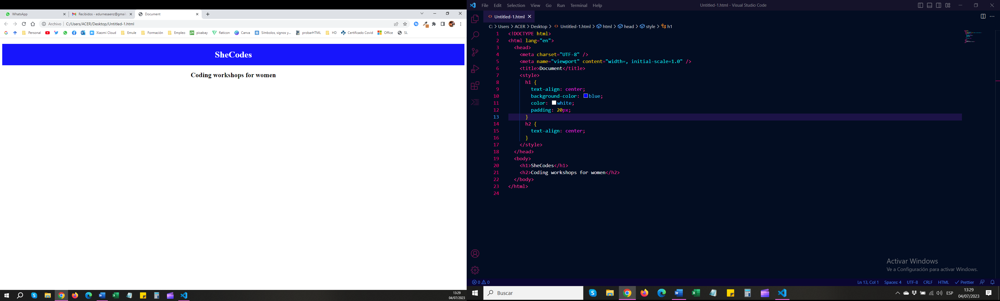 WhatsApp
Recibidos - edurnesaenz@gmail.
Document
Archivo C:/Users/ACER/Desktop/Untitled-1.html
Personal Xiaomi Cloud Emule Formación Empleo pixabay flaticon Canva Símbolos, signos y... probarHTML HD Certificado Covid Office SL
SheCodes
Coding workshops for women
13:29
04/07/2023
File Edit Selection View Go Run Terminal Help
Untitled-1.html - Visual Studio Code
Untitled-1.html
C: > Users > ACER > Desktop > Untitled-1.html > html > head > style > h1
1 <!DOCTYPE html>
2 <html lang="en">
3 <head>
4 <meta charset="UTF-8" />
5 <meta name="viewport" content="width=, initial-scale=1.0" />
6 <title>Document</title>
7 <style>
8 h1 {
9 text-align: center;
10 background-color: blue;
11 color: white;
12 padding: 20px;
13 }
14 h2 {
15 text-align: center;
16 }
17 </style>
18 </head>
19 <body>
20 <h1>SheCodes</h1>
21 <h2>Coding workshops for women</h2>
22 </body>
23 </html>
24
Activar Windows
Ve a Configuración para activar Windows.
0 0
Ln 13, Col 1 Spaces: 4 UTF-8 CRLF HTML Prettier
Buscar
ESP
13:29
04/07/2023